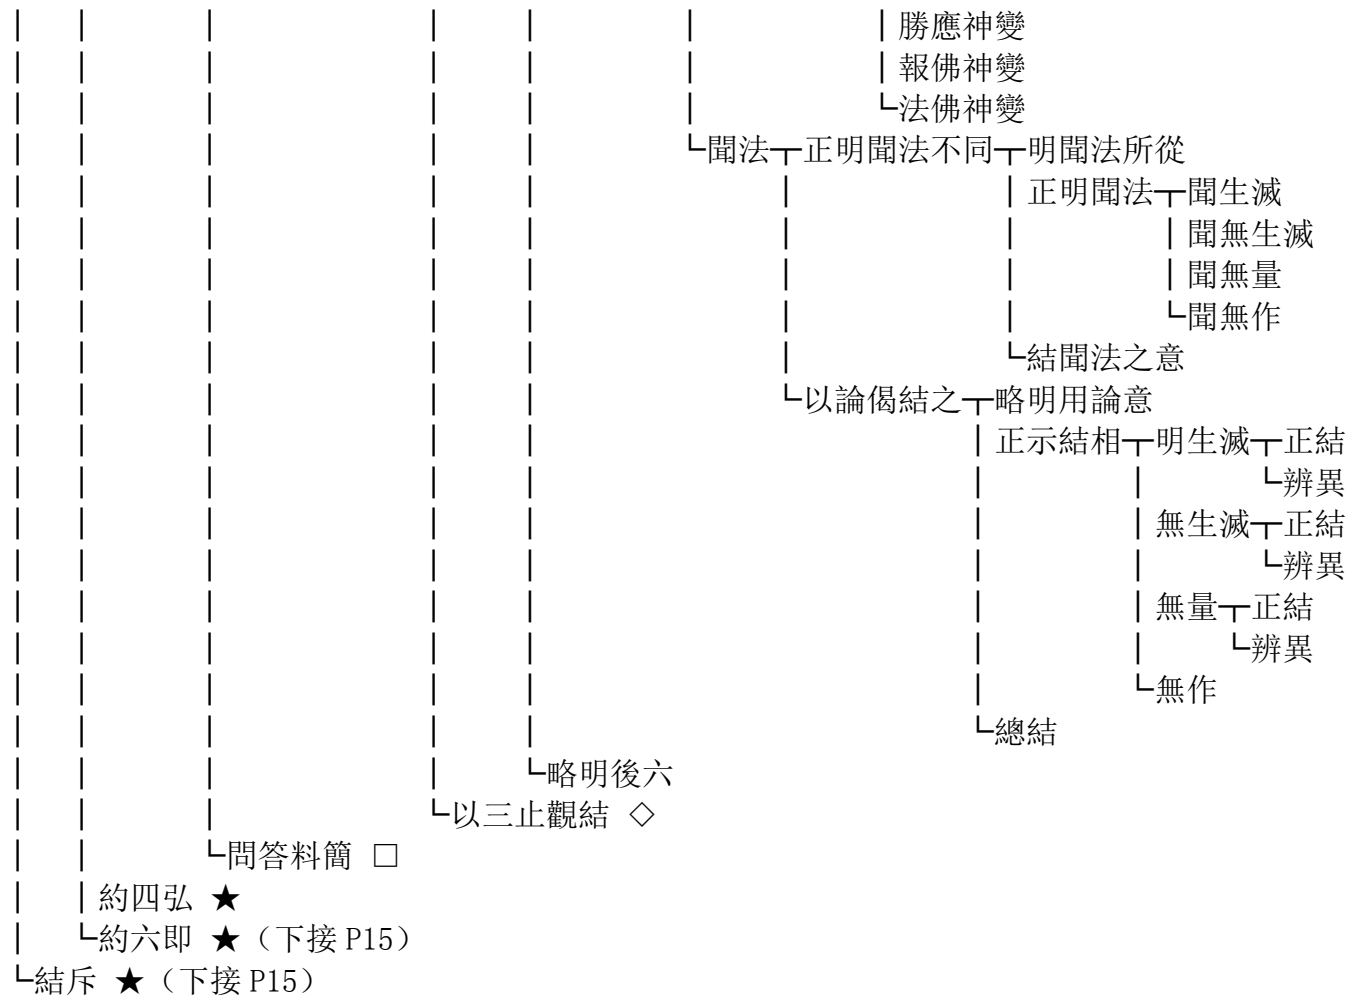 勝應神變
報佛神變
法佛神變
聞法 正明聞法不同 明聞法所從
正明聞法 聞生滅
聞無生滅
聞無量
聞無作
結聞法之意
以論偈結之 略明用論意
正示結相 明生滅 正結
辨異
無生滅 正結
辨異
無量 正結
辨異
無作
總結
略明後六
以三止觀結 ◇
問答料簡 □
約四弘 ★
約六即 ★（下接 P15）
結斥 ★（下接 P15）